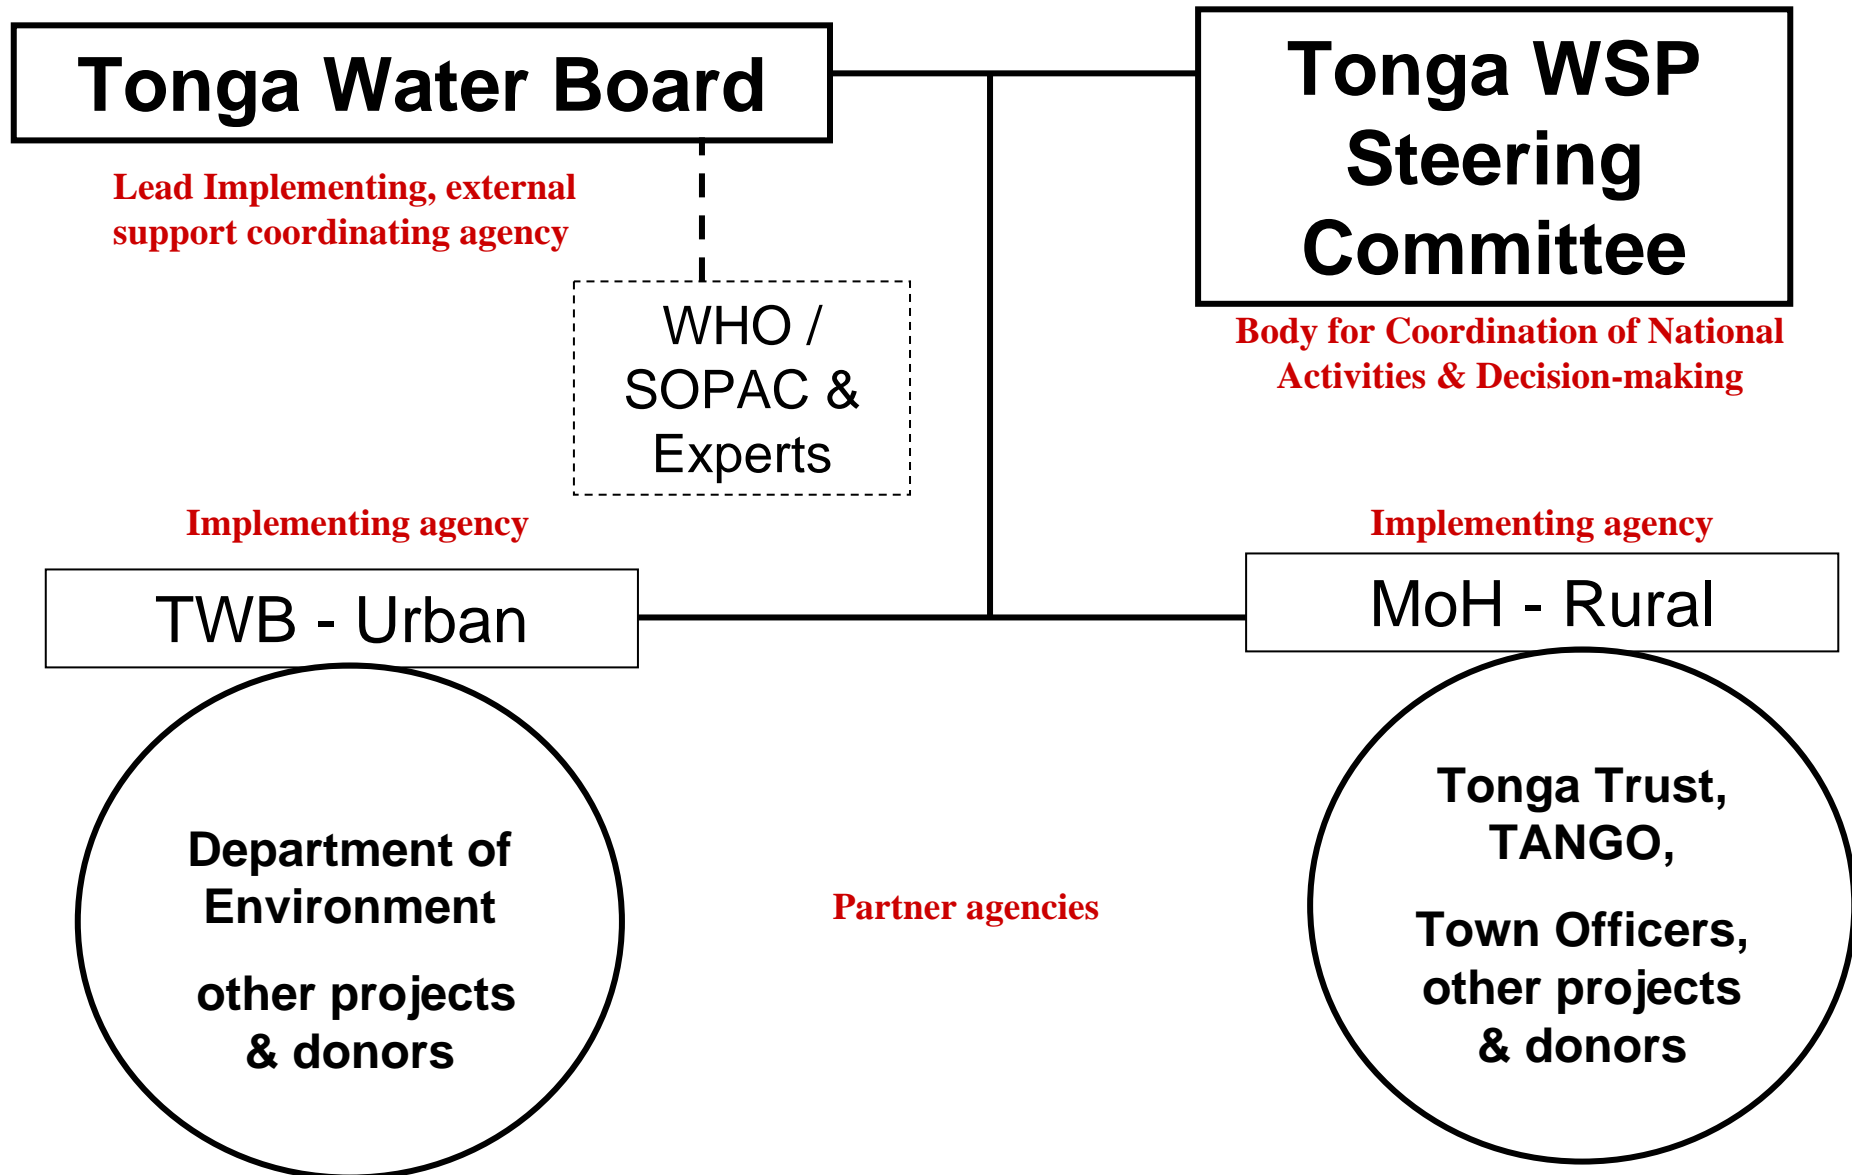 Tonga Water Board
Lead Implementing, external
support coordinating agency
WHO /
SOPAC &
Experts
Tonga WSP
Steering
Committee
Body for Coordination of National
Activities & Decision-making
Implementing agency
TWB - Urban
Implementing agency
MoH - Rural
Department of
Environment
other projects
& donors
Partner agencies
Tonga Trust,
TANGO,
Town Officers,
other projects
& donors